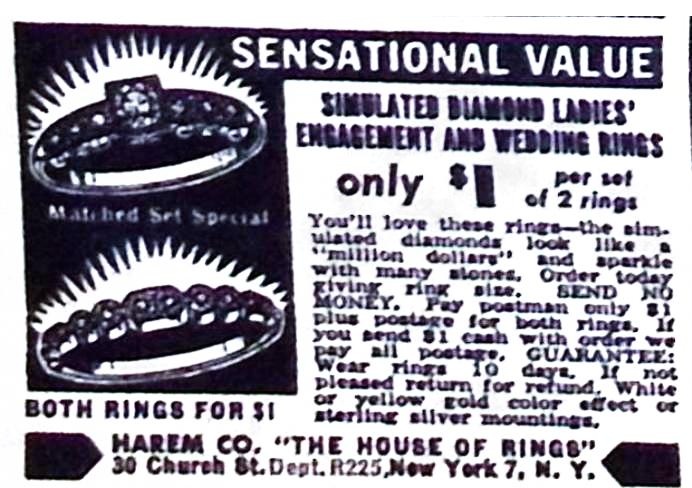 SENSATIONAL VALUE
SIMULATED DIAMOND LADIES'
ENGAGEMENT AND WEDDING RINGS
only $1 per set
of 2 rings
Matched Set Special
You'll love these rings—the sim-
ulated diamonds look like a
"million dollars" and sparkle
with many stones. Order today
giving ring size. SEND NO
MONEY. Pay postman only $1
plus postage for both rings. If
you send $1 cash with order we
pay all postage. GUARANTEE:
Wear rings 10 days. If not
pleased return for refund. White
or yellow gold color effect or
sterling silver mountings.
BOTH RINGS FOR $1
HAREM CO. "THE HOUSE OF RINGS"
30 Church St. Dept. R225, New York 7, N. Y.